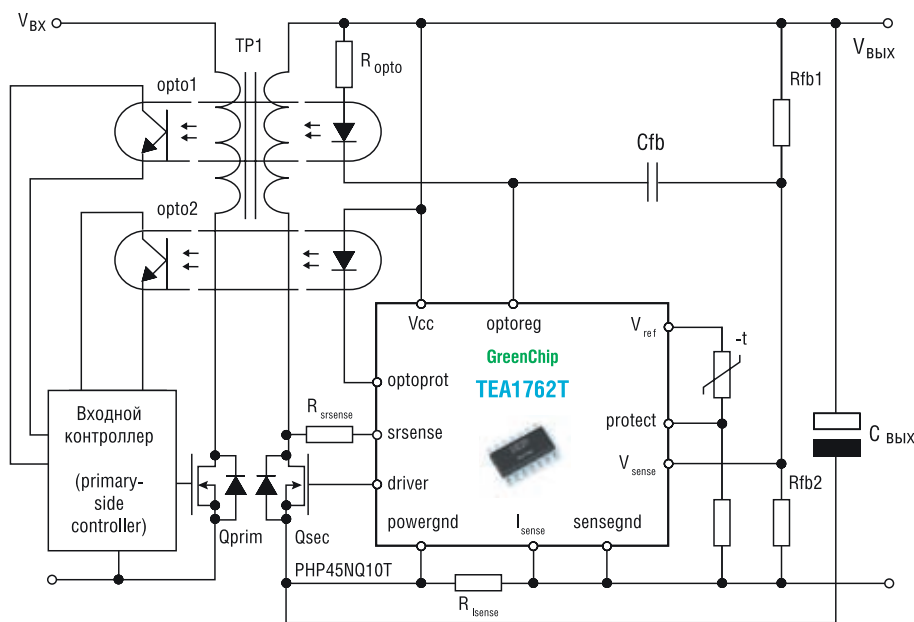 VВХ
TP1
VВЫХ
Ropto
opto1
Rfb1
Cfb
opto2
Vcc
optoreg
Vref
-t
GreenChip
TEA1762T
optoprot
Rsrsense
srsense
protect
C ВЫХ
Входной
контроллер
(primary-
side
controller)
Vsense
driver
Rfb2
powergnd
Isense
sensegnd
Qprim
Qsec
PHP45NQ10T
RIsense